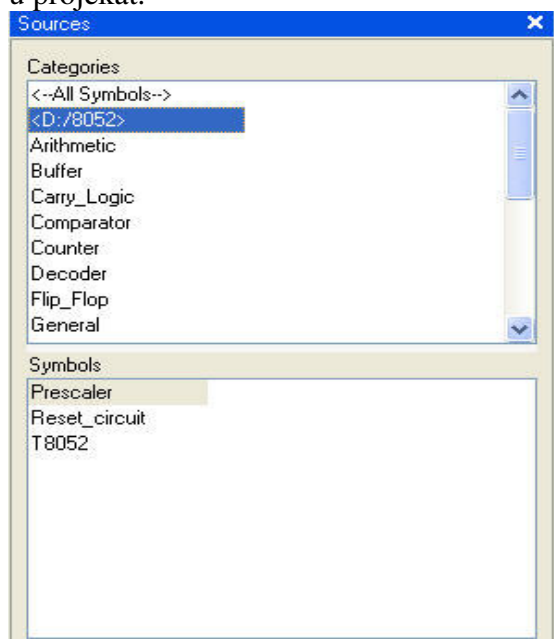 u projekat.
Sources
Categories
<--All Symbols-->
<D:/8052>
Arithmetic
Buffer
Carry_Logic
Comparator
Counter
Decoder
Flip_Flop
General
Symbols
Prescaler
Reset_circuit
T8052